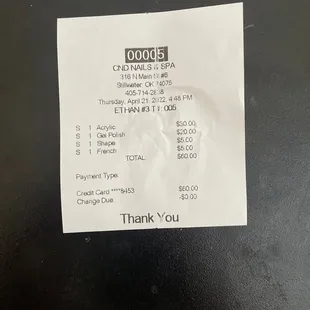 00005
CND NAILS & SPA
316 N Main St #B
Stillwater, OK 74075
405-714-2808
Thursday, April 21, 2022, 4:48 PM
ETHAN #3 T#: 005
S 1 Acrylic $30.00
S 1 Gel Polish $20.00
S 1 Shape $5.00
S 1 French $5.00
TOTAL: $60.00
Payment Type:
Credit Card ****8453 $60.00
Change Due: -$0.00
Thank You